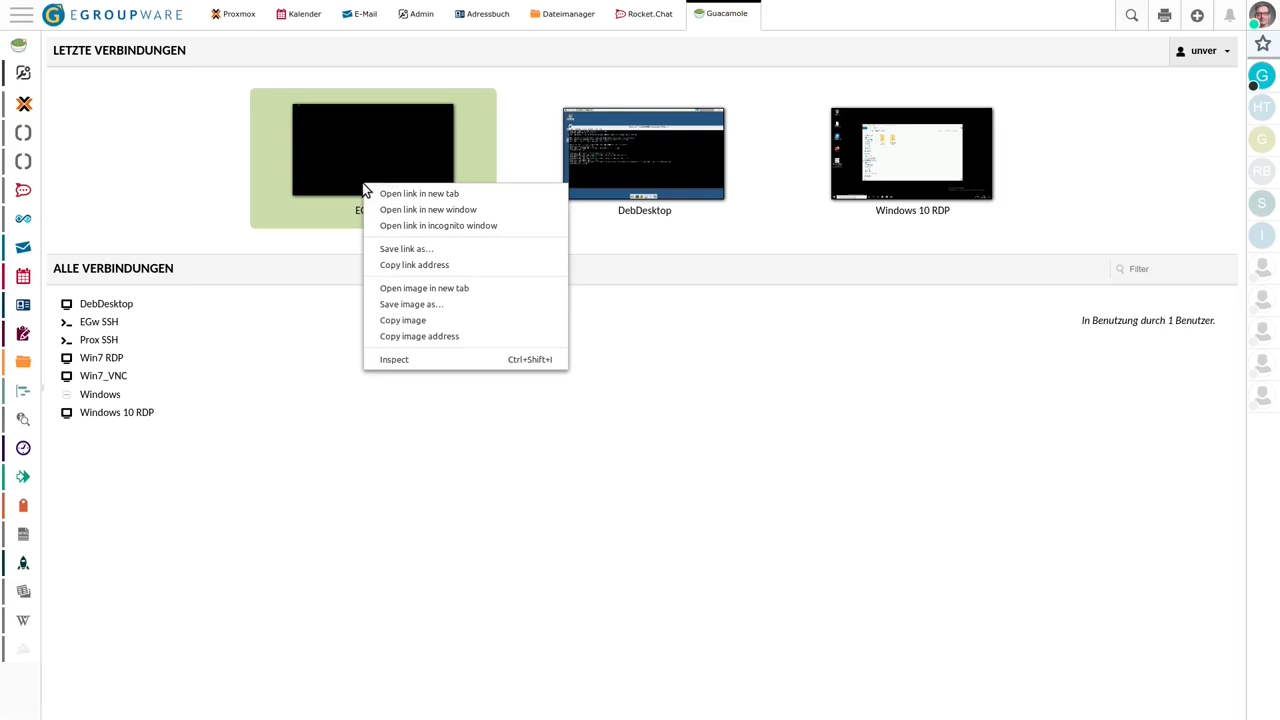 EGROUPWARE
Proxmox
Kalender
E-Mail
Admin
Adressbuch
Dateimanager
Rocket.Chat
Guacamole
LETZTE VERBINDUNGEN
unver
DebDesktop
Windows 10 RDP
Open link in new tab
Open link in new window
Open link in incognito window
Save link as...
Copy link address
Open image in new tab
Save image as...
Copy image
Copy image address
Inspect Ctrl+Shift+I
ALLE VERBINDUNGEN
Filter
DebDesktop
EGw SSH
Prox SSH
Win7 RDP
Win7_VNC
Windows
Windows 10 RDP
In Benutzung durch 1 Benutzer.
G
HT
G
RB
S
I